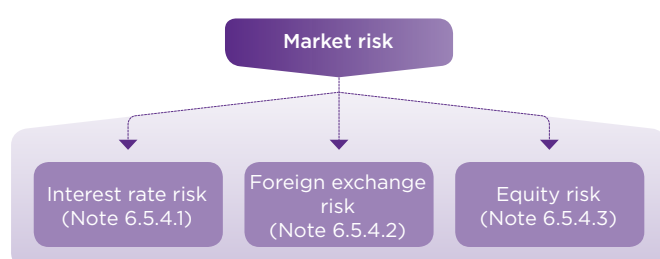 Market risk
Interest rate risk
(Note 6.5.4.1)
Foreign exchange
risk
(Note 6.5.4.2)
Equity risk
(Note 6.5.4.3)